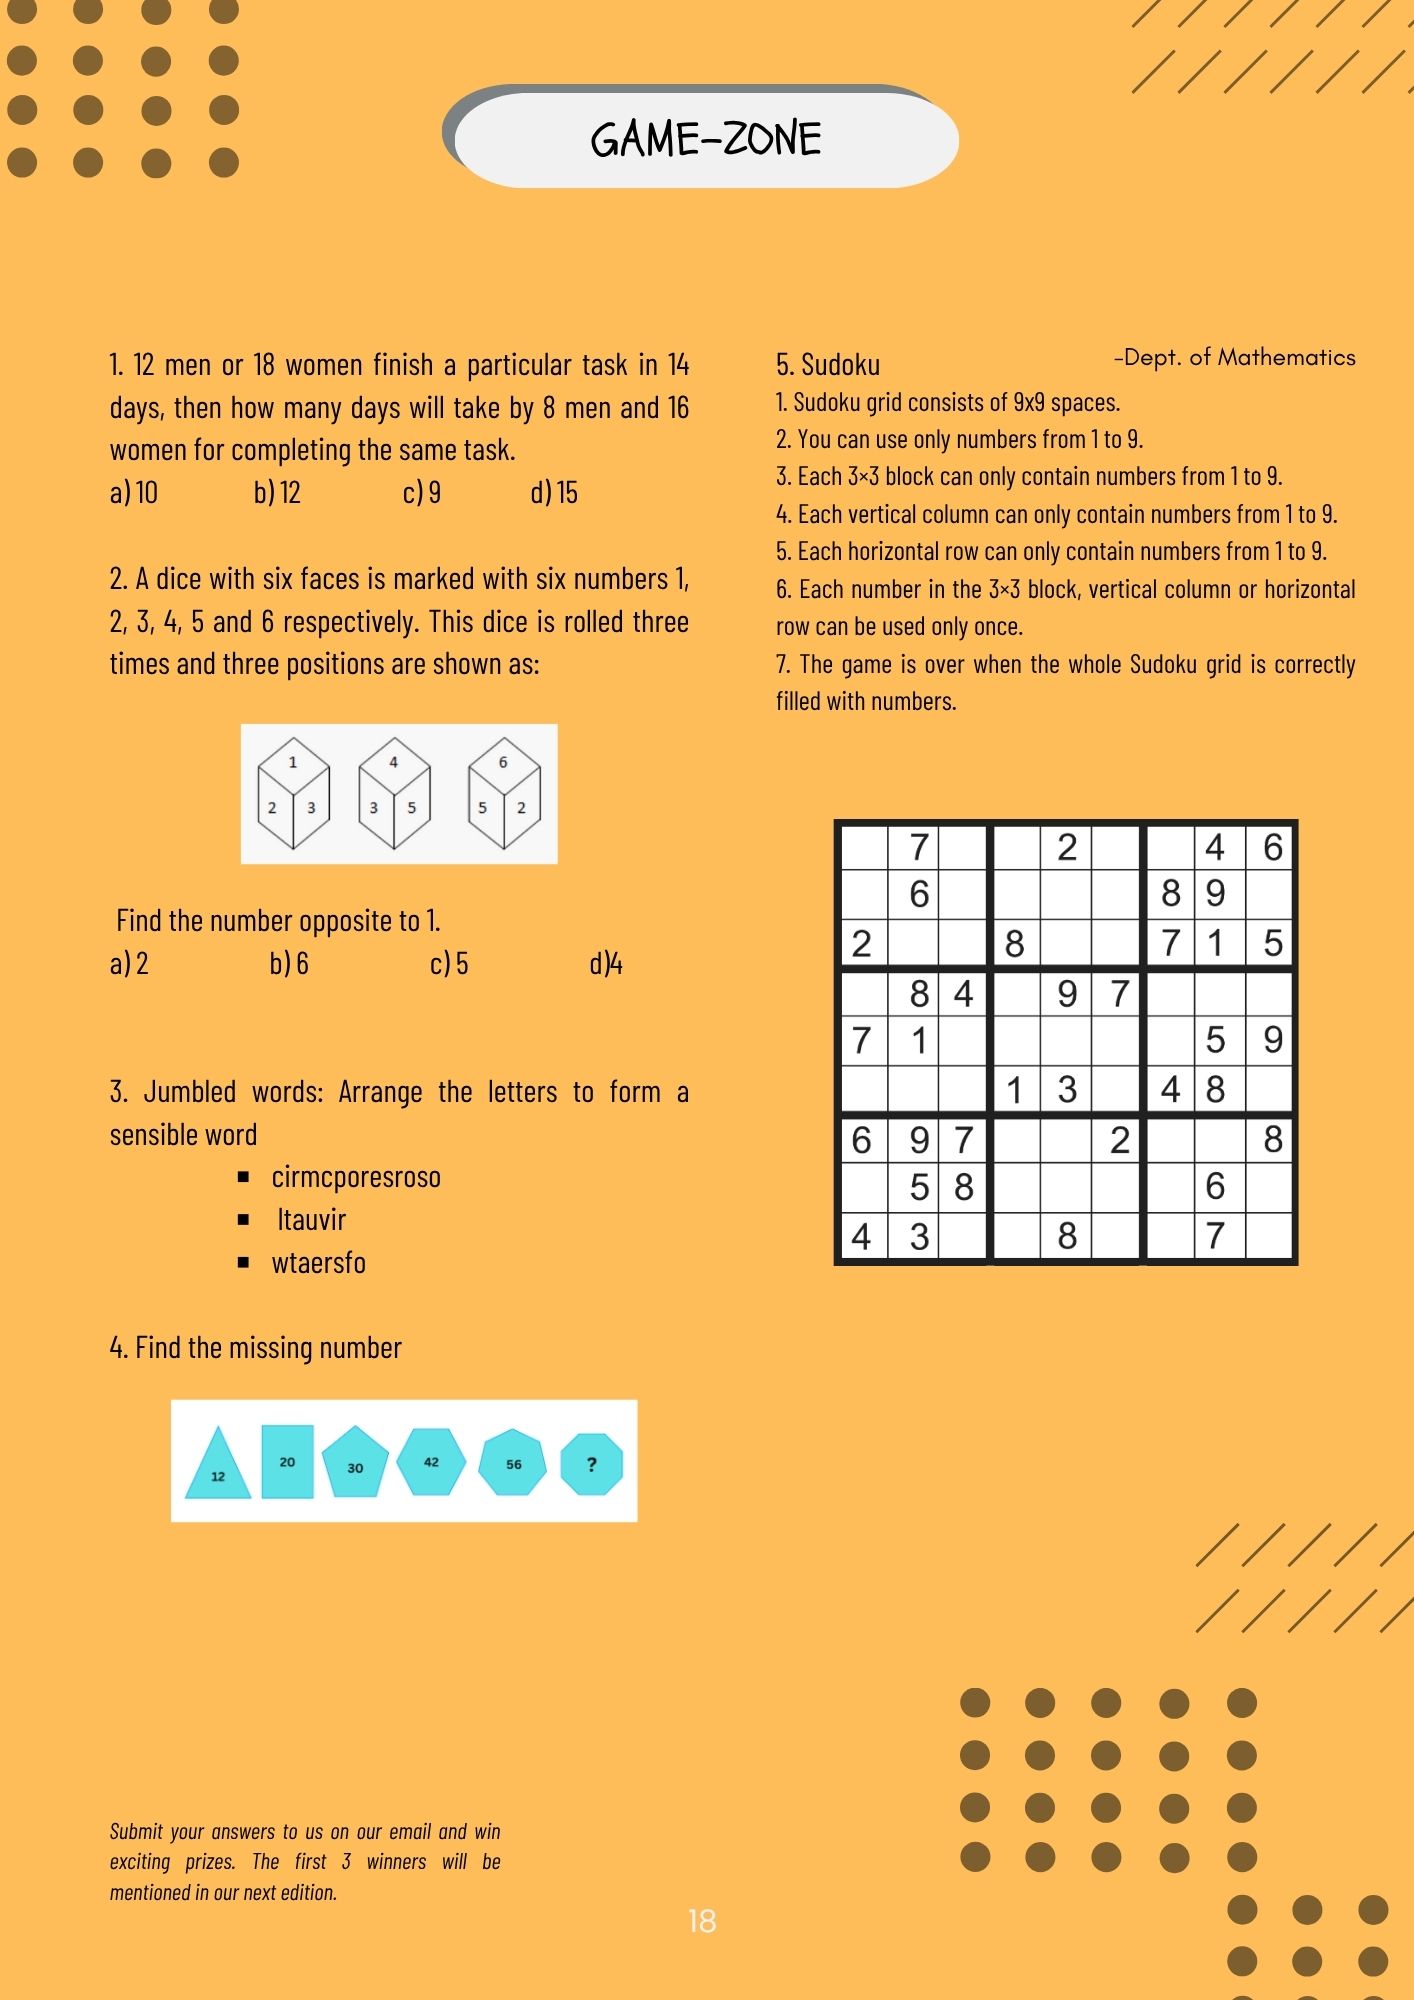 GAME-ZONE
1. 12 men or 18 women finish a particular task in 14
days, then how many days will take by 8 men and 16
women for completing the same task.
a) 10 b) 12 c) 9 d) 15
2. A dice with six faces is marked with six numbers 1,
2, 3, 4, 5 and 6 respectively. This dice is rolled three
times and three positions are shown as:
1 4 6
2 3 3 5 5 2
Find the number opposite to 1.
a) 2 b) 6 c) 5 d)4
3. Jumbled words: Arrange the letters to form a
sensible word
▪ cirmcporesroso
▪ ltauvir
▪ wtaersfo
4. Find the missing number
12 20 30 42 56 ?
Submit your answers to us on our email and win
exciting prizes. The first 3 winners will be
mentioned in our next edition.
5. Sudoku
-Dept. of Mathematics
1. Sudoku grid consists of 9x9 spaces.
2. You can use only numbers from 1 to 9.
3. Each 3×3 block can only contain numbers from 1 to 9.
4. Each vertical column can only contain numbers from 1 to 9.
5. Each horizontal row can only contain numbers from 1 to 9.
6. Each number in the 3×3 block, vertical column or horizontal
row can be used only once.
7. The game is over when the whole Sudoku grid is correctly
filled with numbers.
7 2 4 6
6 8 9
2 8 7 1 5
8 4 9 7
7 1 5 9
1 3 4 8
6 9 7 2 8
5 8 6
4 3 8 7
18